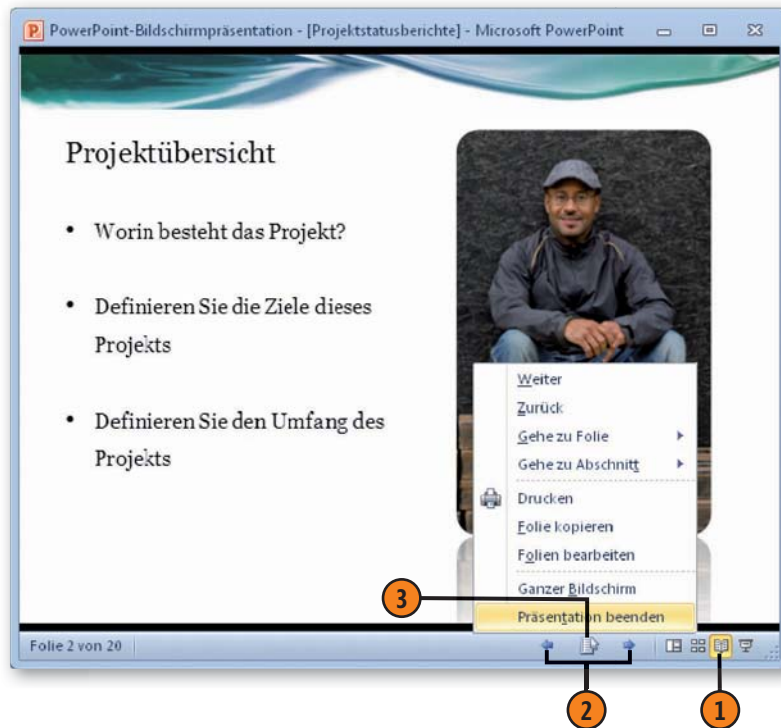 PowerPoint-Bildschirmpräsentation - [Projektstatusberichte] - Microsoft PowerPoint
Projektübersicht
• Worin besteht das Projekt?
• Definieren Sie die Ziele dieses
Projekts
• Definieren Sie den Umfang des
Projekts
Weiter
Zurück
Gehe zu Folie
Gehe zu Abschnitt
Drucken
Folie kopieren
Folien bearbeiten
Ganzer Bildschirm
Präsentation beenden
3
Folie 2 von 20
2
1